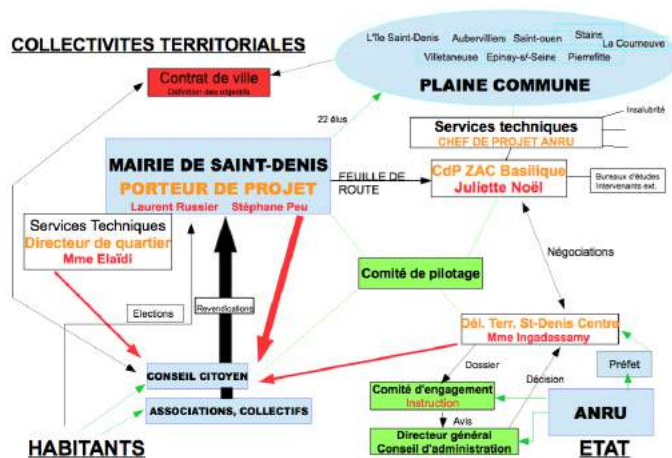 COLLECTIVITES TERRITORIALES
L'île Saint-Denis
Aubervilliers
Saint-ouen
Stains
La Courneuve
Villetaneuse
Epinay-s/-Seine
Pierrefitte
PLAINE COMMUNE
Contrat de ville
Définition des objectifs
22 élus
Insalubrité
Services techniques
CHEF DE PROJET ANRU
MAIRIE DE SAINT-DENIS
PORTEUR DE PROJET
Laurent Russier
Stéphane Peu
FEUILLE DE
ROUTE
CdP ZAC Basilique
Juliette Noël
Bureaux d'études
Intervenants ext.
Services Techniques
Directeur de quartier
Mme Elaïdi
Négociations
Comité de pilotage
Elections
Revendications
Dél. Terr. St-Denis Centre
Mme Ingadassamy
Préfet
Dossier
Décision
CONSEIL CITOYEN
Comité d'engagement
Instruction
ANRU
ASSOCIATIONS, COLLECTIFS
Avis
Directeur général
Conseil d'administration
HABITANTS
ETAT